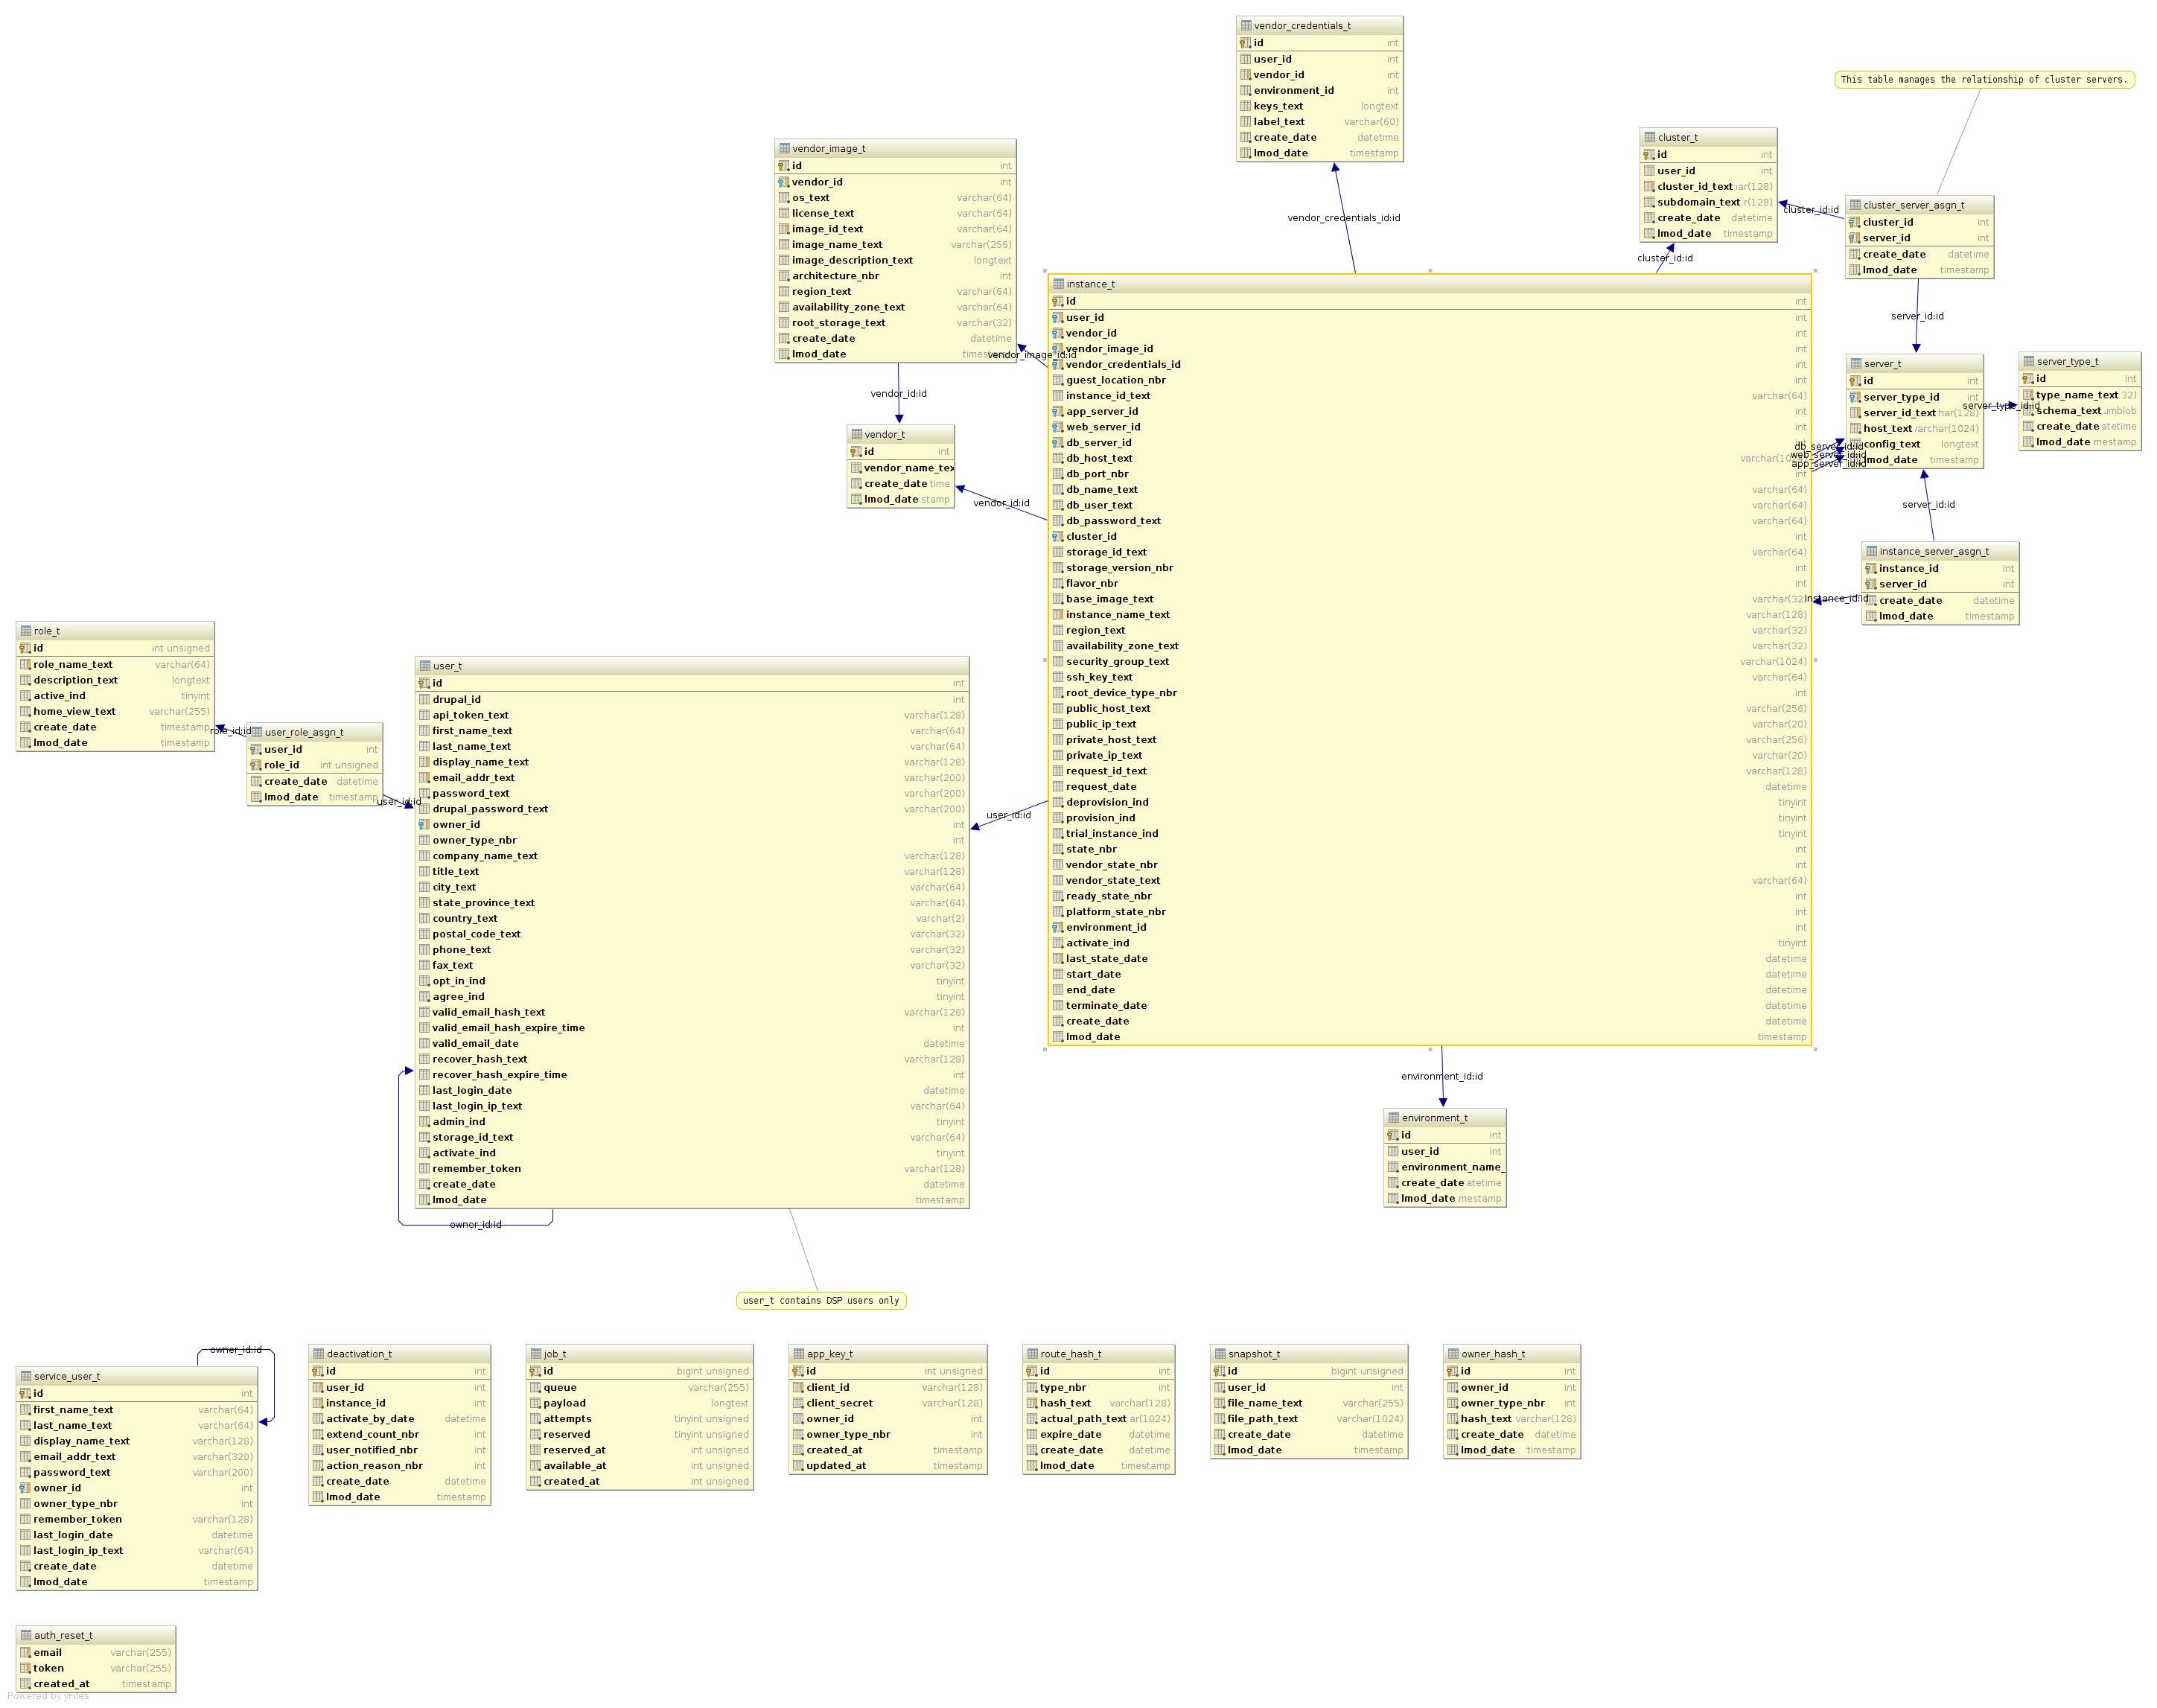 vendor_credentials_t
id int
user_id int
vendor_id int
environment_id int
keys_text longtext
label_text varchar(60)
create_date datetime
lmod_date timestamp
This table manages the relationship of cluster servers.
cluster_t
id int
user_id int
cluster_id_text ar(128)
subdomain_text r(128)
create_date datetime
lmod_date timestamp
vendor_image_t
id int
vendor_id int
os_text varchar(64)
license_text varchar(64)
image_id_text varchar(64)
image_name_text varchar(256)
image_description_text longtext
architecture_nbr int
region_text varchar(64)
availability_zone_text varchar(64)
root_storage_text varchar(32)
create_date datetime
lmod_date
cluster_server_asgn_t
cluster_id int
server_id int
create_date datetime
lmod_date timestamp
vendor_credentials_id:id
cluster_id:id
cluster_id:id
server_id:id
vendor_image_id:id
vendor_id:id
instance_t
id int
user_id int
vendor_id int
vendor_image_id int
vendor_credentials_id int
guest_location_nbr int
instance_id_text varchar(64)
app_server_id int
web_server_id int
db_server_id int
db_host_text
db_port_nbr int
db_name_text varchar(64)
db_user_text varchar(64)
db_password_text varchar(64)
cluster_id int
storage_id_text varchar(64)
storage_version_nbr int
flavor_nbr int
base_image_text varchar(32)
instance_name_text varchar(128)
region_text varchar(32)
availability_zone_text varchar(32)
security_group_text varchar(1024)
ssh_key_text varchar(64)
root_device_type_nbr int
public_host_text varchar(256)
public_ip_text varchar(20)
private_host_text varchar(256)
private_ip_text varchar(20)
request_id_text varchar(128)
request_date datetime
deprovision_ind tinyint
provision_ind tinyint
trial_instance_ind tinyint
state_nbr int
vendor_state_nbr int
vendor_state_text varchar(64)
ready_state_nbr int
platform_state_nbr int
environment_id int
activate_ind tinyint
last_state_date datetime
start_date datetime
end_date datetime
terminate_date datetime
create_date datetime
lmod_date timestamp
server_t
id int
server_type_id int
server_id_text har(128)
host_text varchar(1024)
config_text longtext
lmod_date timestamp
server_type_id:id
server_type_t
id int
type_name_text 32)
schema_text umblob
create_date atetime
lmod_date mestamp
db_server_id:id
web_server_id:id
app_server_id:id
vendor_t
id int
vendor_name_tex
create_date time
lmod_date stamp
vendor_id:id
server_id:id
instance_server_asgn_t
instance_id int
server_id int
create_date datetime
lmod_date timestamp
instance_id:id
role_t
id int unsigned
role_name_text varchar(64)
description_text longtext
active_ind tinyint
home_view_text varchar(255)
create_date timestamp
lmod_date timestamp
role_id:id
user_role_asgn_t
user_id int
role_id int unsigned
create_date datetime
lmod_date timestamp
user_id:id
user_t
id int
drupal_id int
api_token_text varchar(128)
first_name_text varchar(64)
last_name_text varchar(64)
display_name_text varchar(128)
email_addr_text varchar(200)
password_text varchar(200)
drupal_password_text varchar(200)
owner_id int
owner_type_nbr int
company_name_text varchar(128)
title_text varchar(128)
city_text varchar(64)
state_province_text varchar(64)
country_text varchar(2)
postal_code_text varchar(32)
phone_text varchar(32)
fax_text varchar(32)
opt_in_ind tinyint
agree_ind tinyint
valid_email_hash_text varchar(128)
valid_email_hash_expire_time int
valid_email_date datetime
recover_hash_text varchar(128)
recover_hash_expire_time int
last_login_date datetime
last_login_ip_text varchar(64)
admin_ind tinyint
storage_id_text varchar(64)
activate_ind tinyint
remember_token varchar(128)
create_date datetime
lmod_date timestamp
user_id:id
owner_id:id
environment_id:id
environment_t
id int
user_id int
environment_name_
create_date atetime
lmod_date mestamp
user_t contains DSP users only
owner_id:id
service_user_t
id int
first_name_text varchar(64)
last_name_text varchar(64)
display_name_text varchar(128)
email_addr_text varchar(320)
password_text varchar(200)
owner_id int
owner_type_nbr int
remember_token varchar(128)
last_login_date datetime
last_login_ip_text varchar(64)
create_date datetime
lmod_date timestamp
deactivation_t
id int
user_id int
instance_id int
activate_by_date datetime
extend_count_nbr int
user_notified_nbr int
action_reason_nbr int
create_date datetime
lmod_date timestamp
job_t
id bigint unsigned
queue varchar(255)
payload longtext
attempts tinyint unsigned
reserved tinyint unsigned
reserved_at int unsigned
available_at int unsigned
created_at int unsigned
app_key_t
id int unsigned
client_id varchar(128)
client_secret varchar(128)
owner_id int
owner_type_nbr int
created_at timestamp
updated_at timestamp
route_hash_t
id int
type_nbr int
hash_text varchar(128)
actual_path_text ar(1024)
expire_date datetime
create_date datetime
lmod_date timestamp
snapshot_t
id bigint unsigned
user_id int
file_name_text varchar(255)
file_path_text varchar(1024)
create_date datetime
lmod_date timestamp
owner_hash_t
id int
owner_id int
owner_type_nbr int
hash_text varchar(128)
create_date datetime
lmod_date timestamp
auth_reset_t
email varchar(255)
token varchar(255)
created_at timestamp
Powered by yFiles